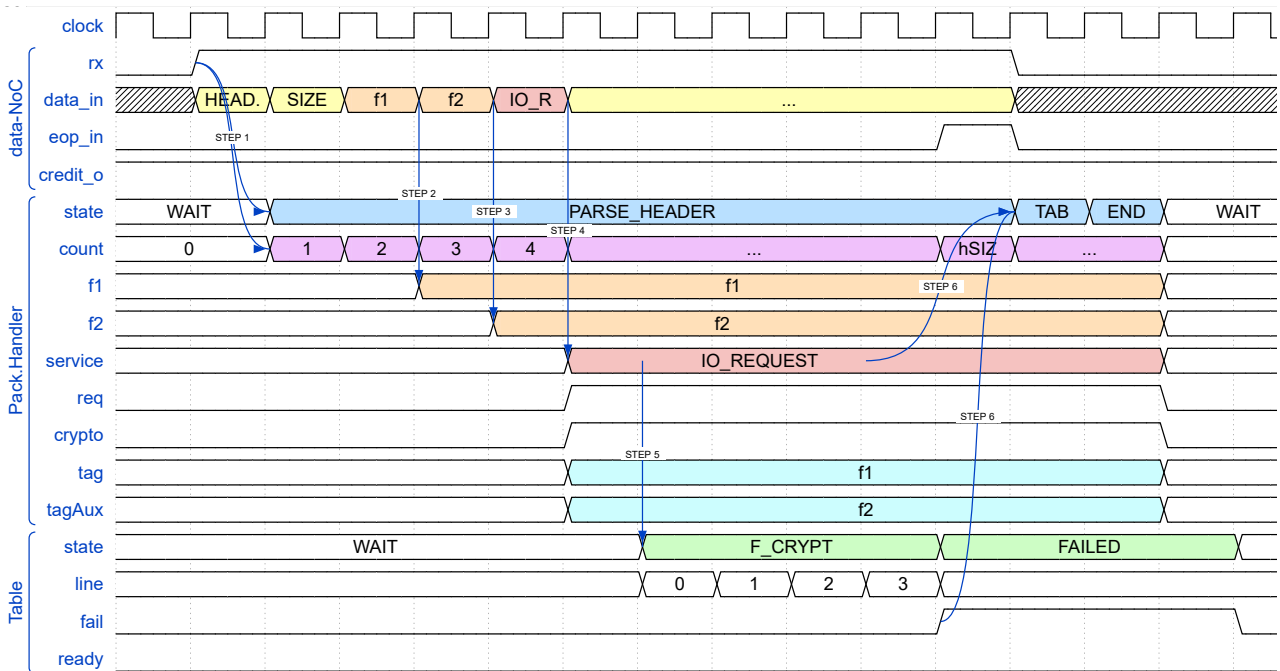 clock
data-NoC
rx
data_in HEAD. SIZE f1 f2 IO_R ...
STEP 1
eop_in
credit_o
STEP 2
Pack.Handler
state WAIT STEP 3 PARSE_HEADER TAB END WAIT
STEP 4
count 0 1 2 3 4 ... hSIZ ...
f1 f1 STEP 6
f2 f2
service IO_REQUEST
req
STEP 6
crypto
STEP 5
tag f1
tagAux f2
Table
state WAIT F_CRYPT FAILED
line 0 1 2 3
fail
ready